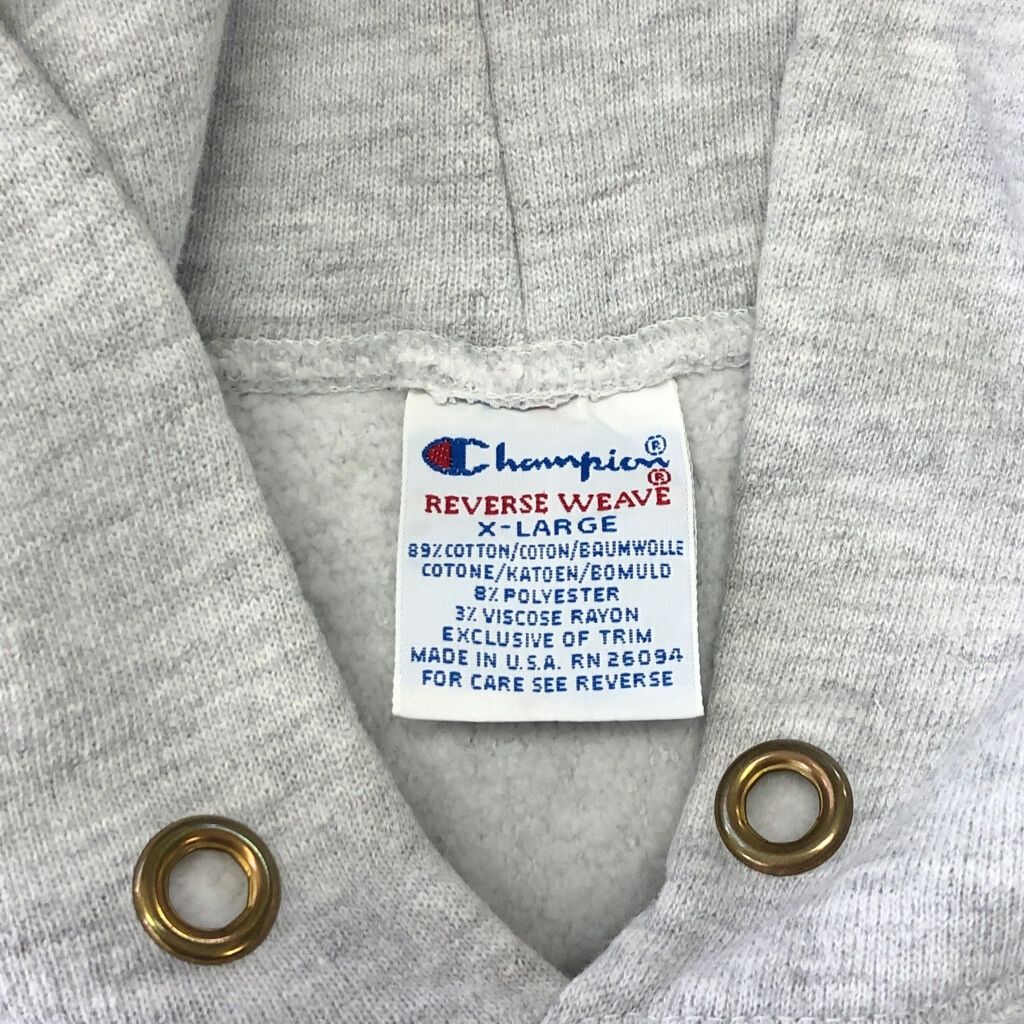 Champion®
REVERSE WEAVE®
X-LARGE
89% COTTON/COTON/BAUMWOLLE
COTONE/KATOEN/BOMULD
8% POLYESTER
3% VISCOSE RAYON
EXCLUSIVE OF TRIM
MADE IN U.S.A. RN 26094
FOR CARE SEE REVERSE